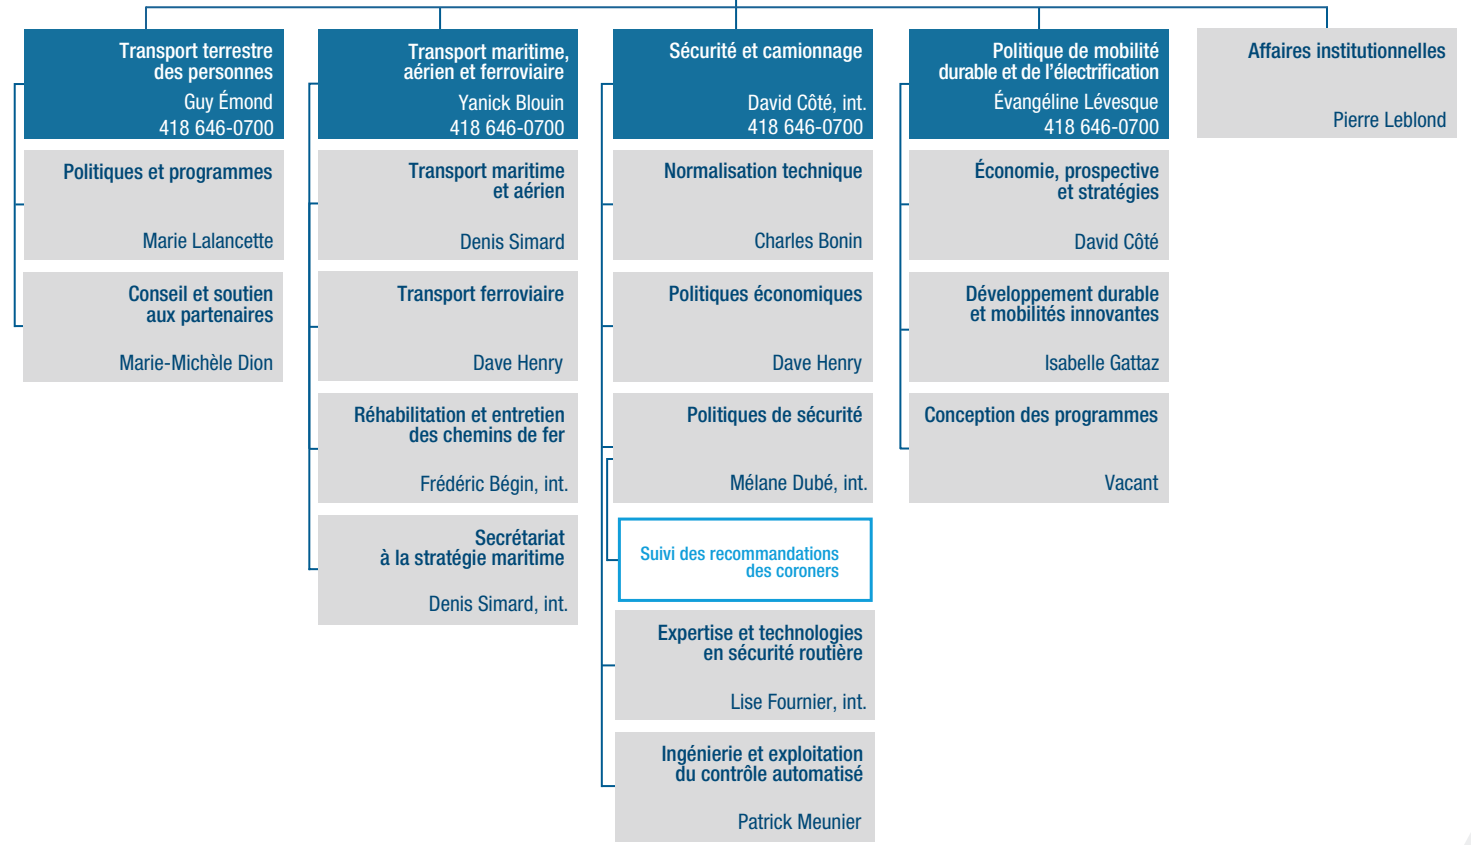 Transport terrestre
des personnes
Guy Émond
418 646-0700
Politiques et programmes
Marie Lalancette
Conseil et soutien
aux partenaires
Marie-Michèle Dion
Transport maritime,
aérien et ferroviaire
Yanick Blouin
418 646-0700
Transport maritime
et aérien
Denis Simard
Transport ferroviaire
Dave Henry
Réhabilitation et entretien
des chemins de fer
Frédéric Bégin, int.
Secrétariat
à la stratégie maritime
Denis Simard, int.
Sécurité et camionnage
David Côté, int.
418 646-0700
Normalisation technique
Charles Bonin
Politiques économiques
Dave Henry
Politiques de sécurité
Mélane Dubé, int.
Suivi des recommandations
des coroners
Expertise et technologies
en sécurité routière
Lise Fournier, int.
Ingénierie et exploitation
du contrôle automatisé
Patrick Meunier
Politique de mobilité
durable et de l'électrification
Évangéline Lévesque
418 646-0700
Économie, prospective
et stratégies
David Côté
Développement durable
et mobilités innovantes
Isabelle Gattaz
Conception des programmes
Vacant
Affaires institutionnelles
Pierre Leblond